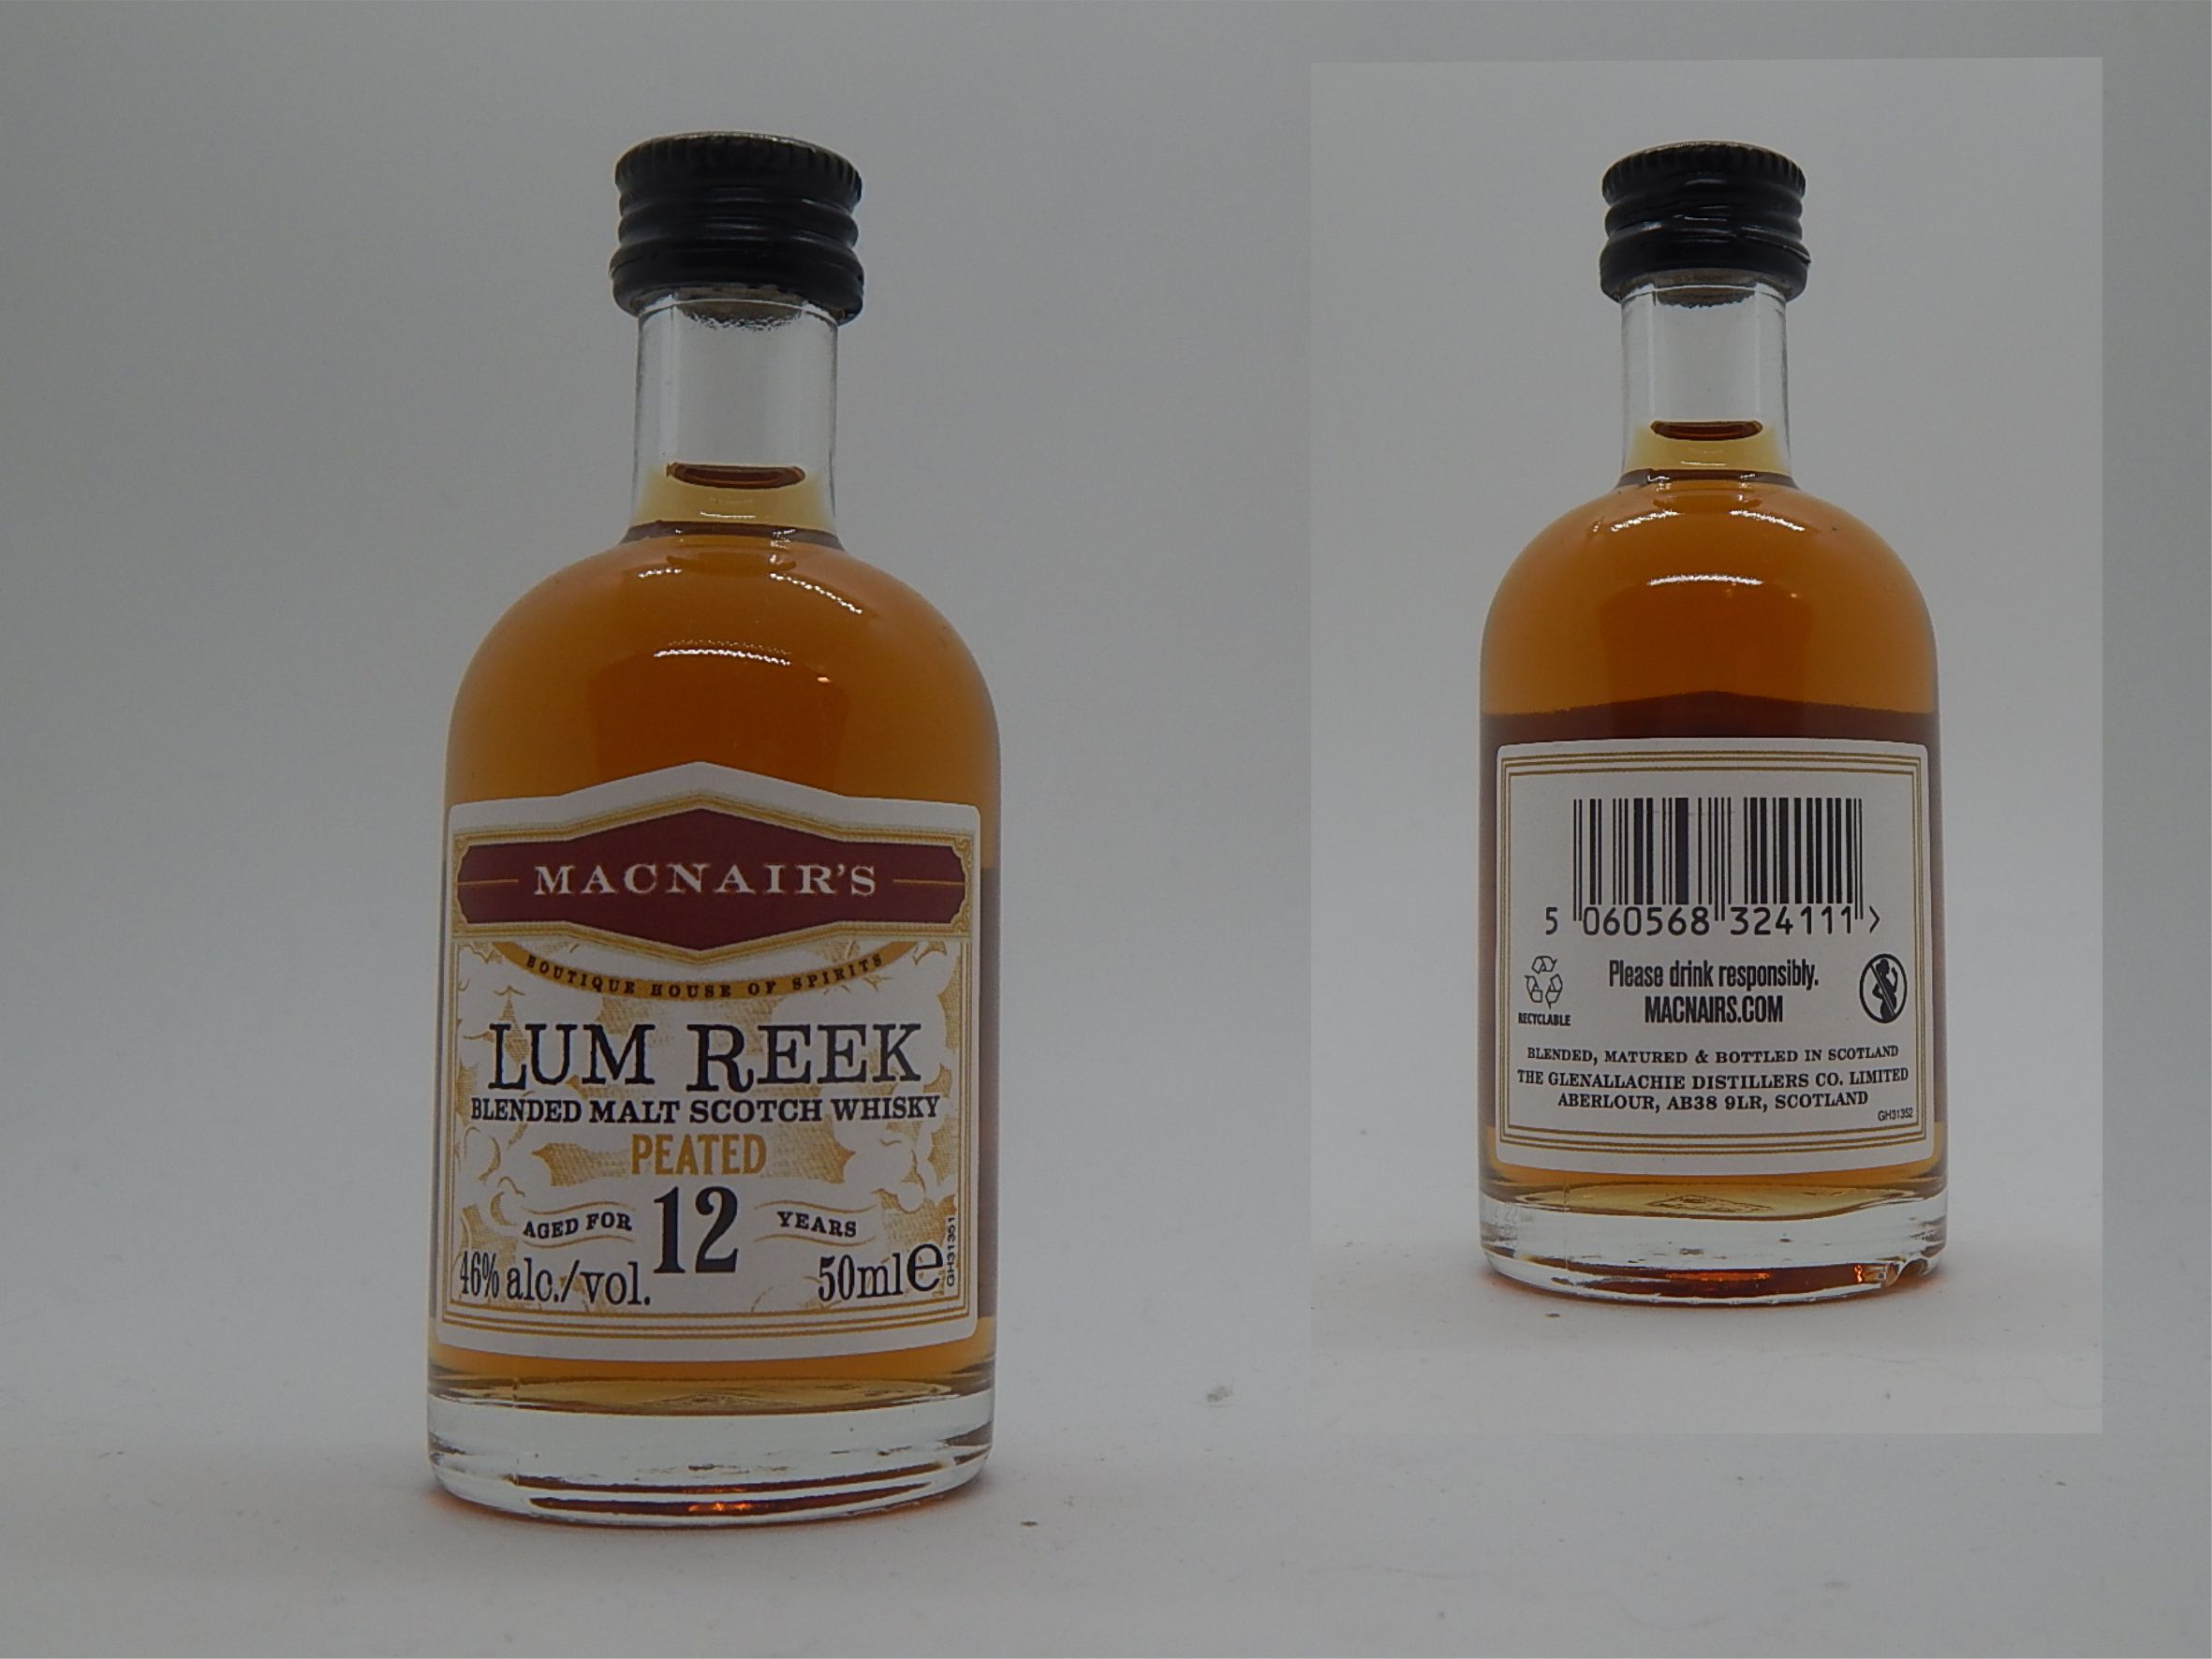 MACNAIR'S
BOUTIQUE HOUSE OF SPIRITS
LUM REEK
BLENDED MALT SCOTCH WHISKY
PEATED
AGED FOR 12 YEARS
46% alc./vol. 50ml e
GH31351
5 060568 324111 >
Please drink responsibly.
MACNAIRS.COM
RECYCLABLE
BLENDED, MATURED & BOTTLED IN SCOTLAND
THE GLENALLACHIE DISTILLERS CO. LIMITED
ABERLOUR, AB38 9LR, SCOTLAND
GH31352